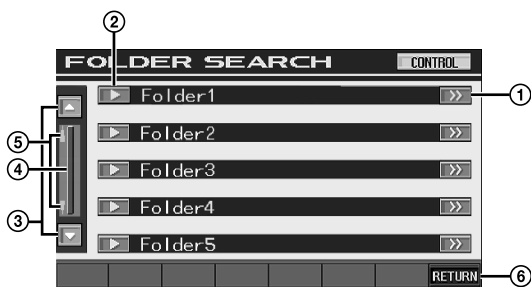 ②
FOLDER SEARCH CONTROL
Folder1 ①
Folder2
⑤
④ Folder3
③ Folder4
Folder5
RETURN ⑥